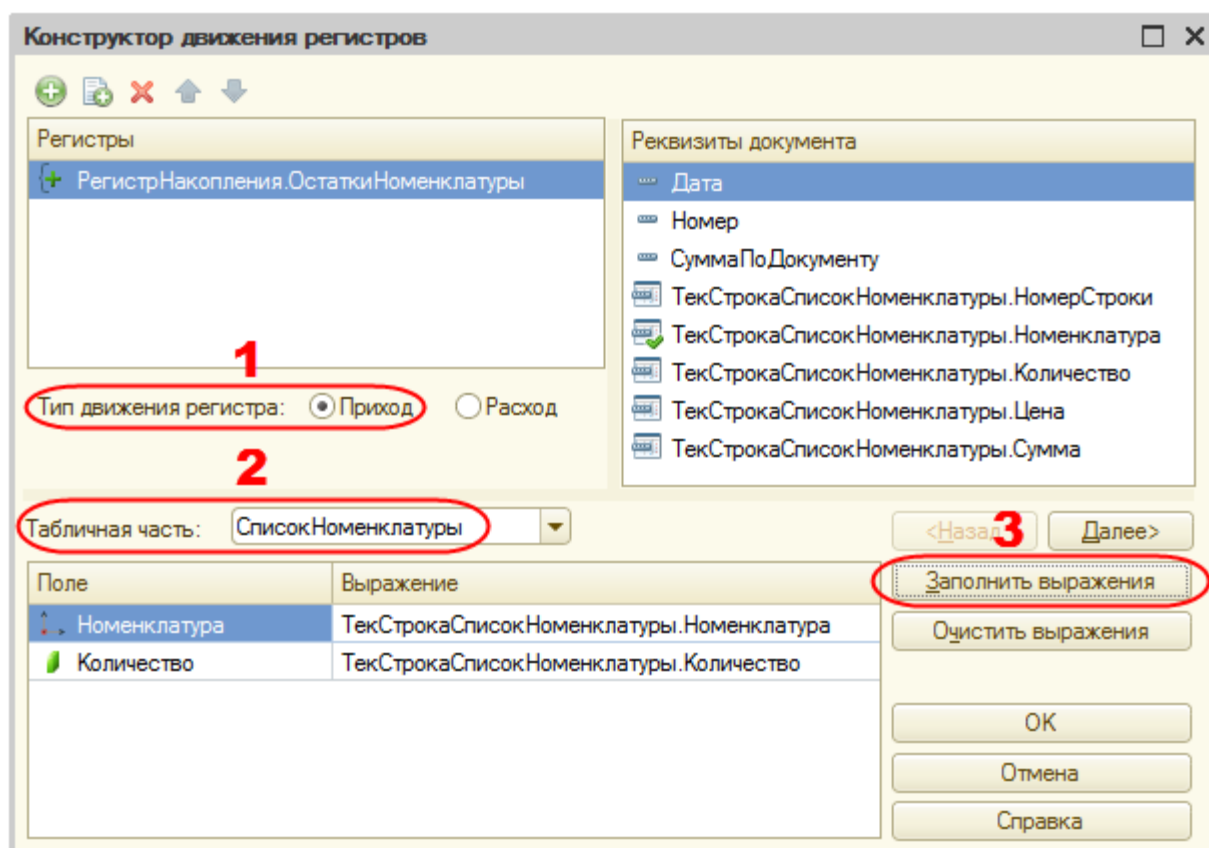 Конструктор движения регистров
Регистры
РегистрНакопления.ОстаткиНоменклатуры
Реквизиты документа
Дата
Номер
СуммаПоДокументу
ТекСтрокаСписокНоменклатуры.НомерСтроки
ТекСтрокаСписокНоменклатуры.Номенклатура
ТекСтрокаСписокНоменклатуры.Количество
ТекСтрокаСписокНоменклатуры.Цена
ТекСтрокаСписокНоменклатуры.Сумма
1
Тип движения регистра: Приход Расход
2
Табличная часть: СписокНоменклатуры
<Назад 3 Далее>
Поле Выражение
Номенклатура ТекСтрокаСписокНоменклатуры.Номенклатура
Количество ТекСтрокаСписокНоменклатуры.Количество
Заполнить выражения
Очистить выражения
ОК
Отмена
Справка